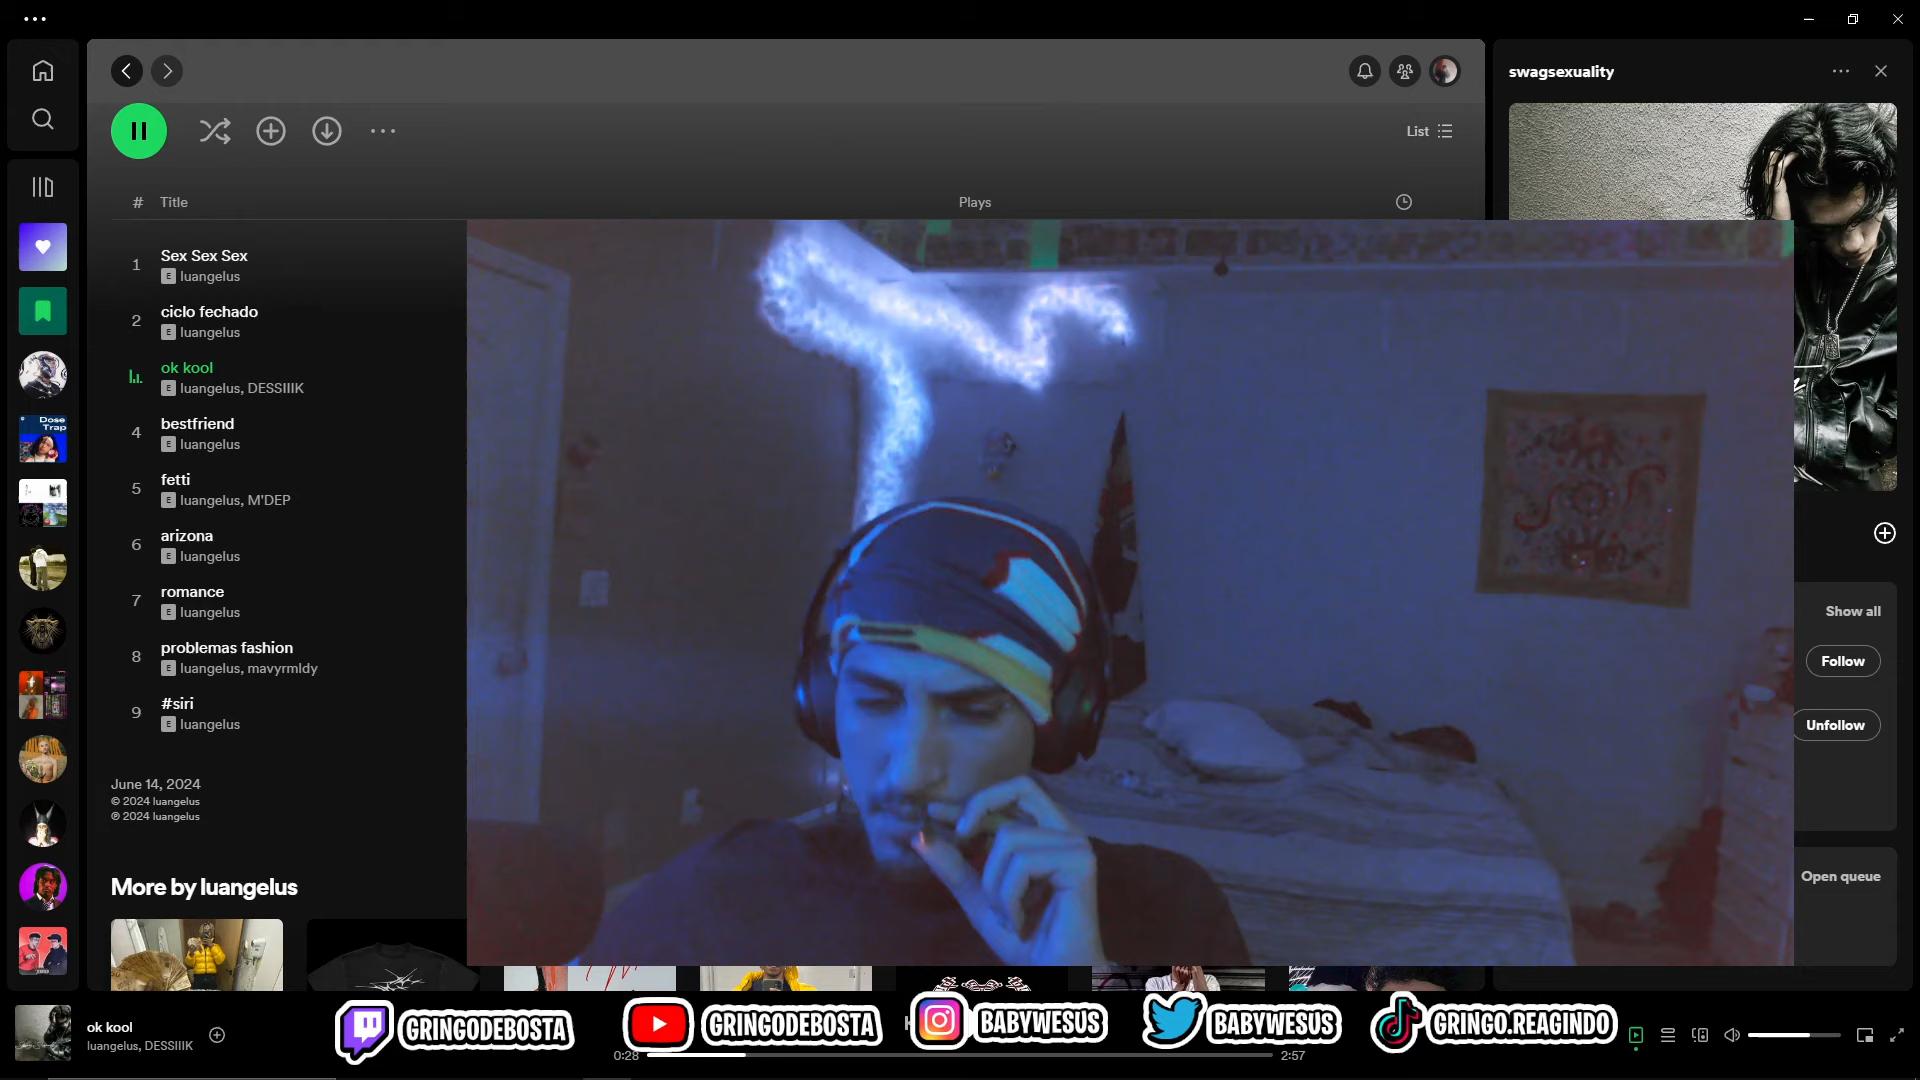 swagsexuality
List
# Title Plays
1 Sex Sex Sex
E luangelus
2 ciclo fechado
E luangelus
ok kool
E luangelus, DESSIIIK
4 bestfriend
E luangelus
5 fetti
E luangelus, M'DEP
6 arizona
E luangelus
7 romance
E luangelus
8 problemas fashion
E luangelus, mavyrmldy
9 #siri
E luangelus
June 14, 2024
© 2024 luangelus
℗ 2024 luangelus
More by luangelus
Show all
Follow
Unfollow
Open queue
Dose
Trap
ok kool
luangelus, DESSIIIK
GRINGODEBOSTA
GRINGODEBOSTA
BABYWESUS
BABYWESUS
GRINGO.REAGINDO
0:28
2:57